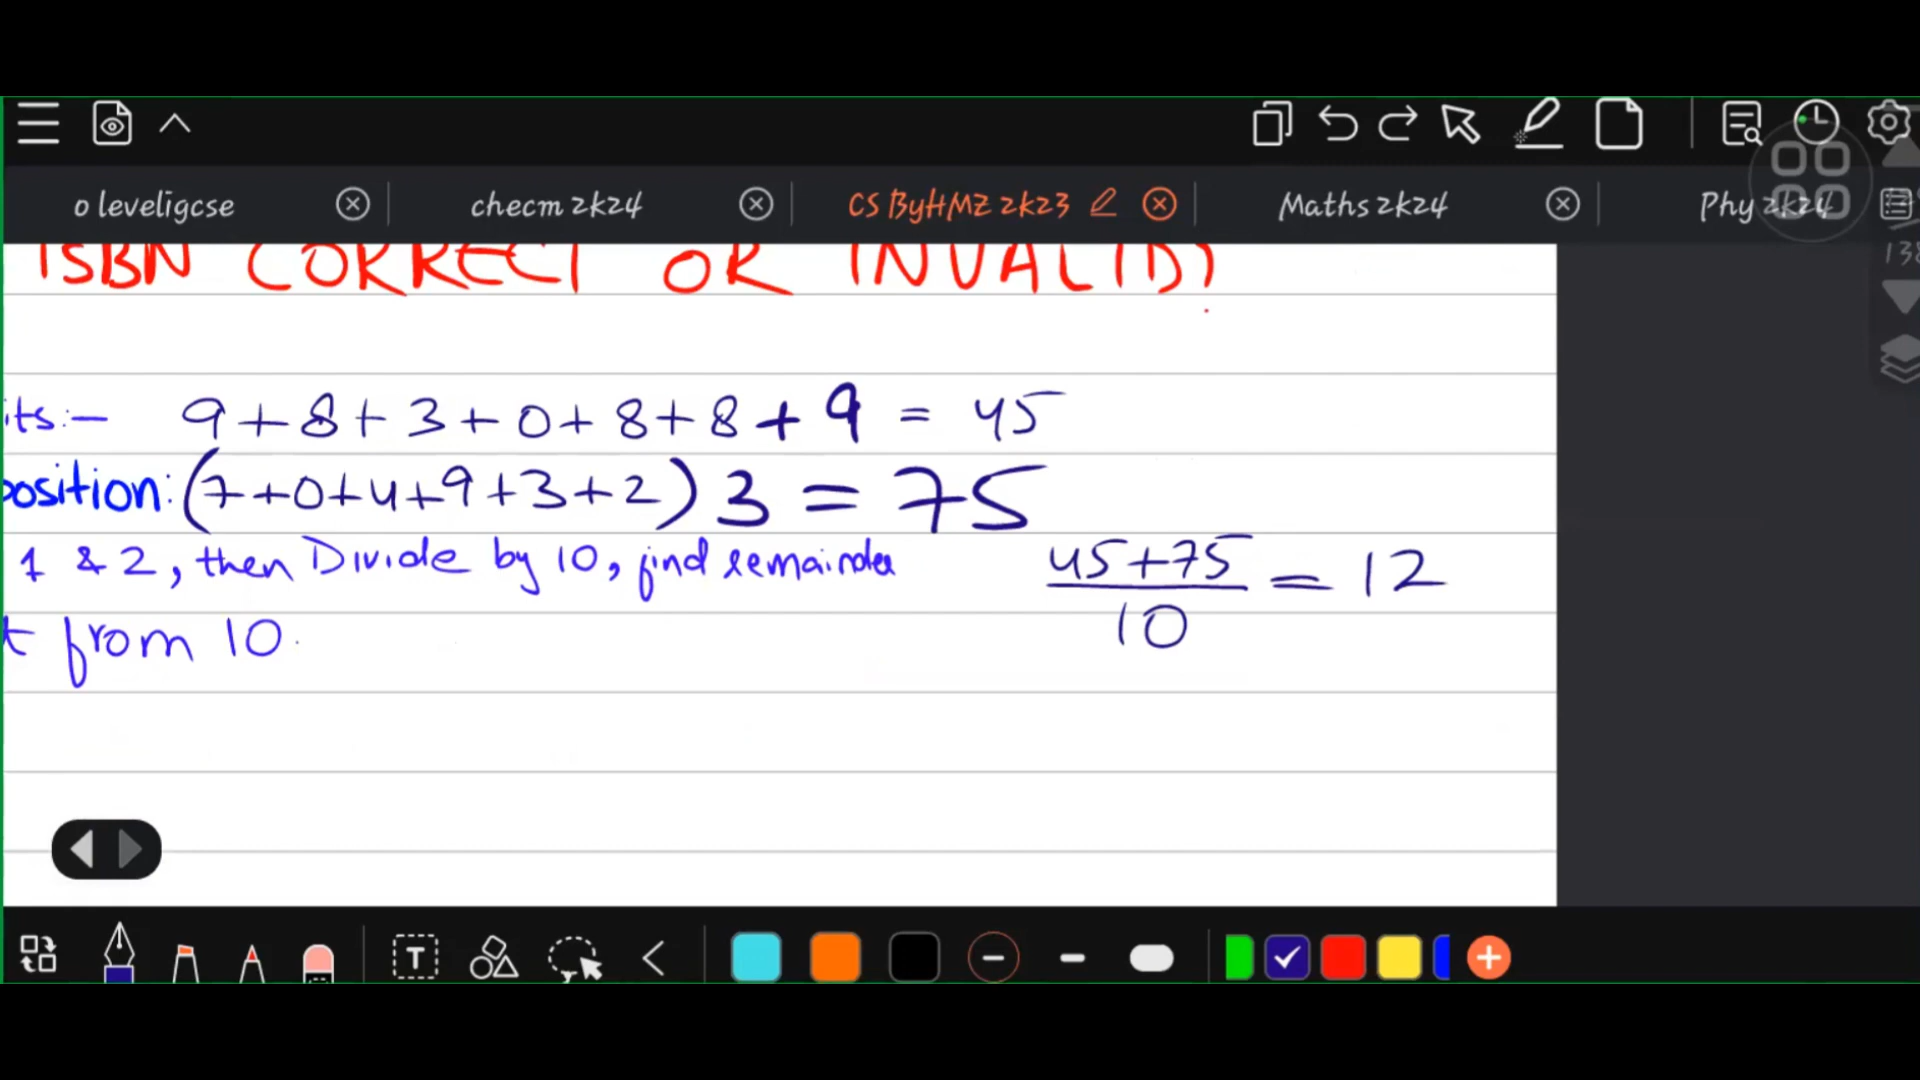 o leveligcse checm 2k24 CS ByHMZ 2k23 Maths 2k24 Phy 2k24
138
ISBN CORRECT OR INVALID?
its:- 9+8+3+0+8+8+9 = 45
position: (7+0+4+9+3+2) 3 = 75
1 & 2, then Divide by 10, find remainder
45+75 = 12
10
t from 10.
T